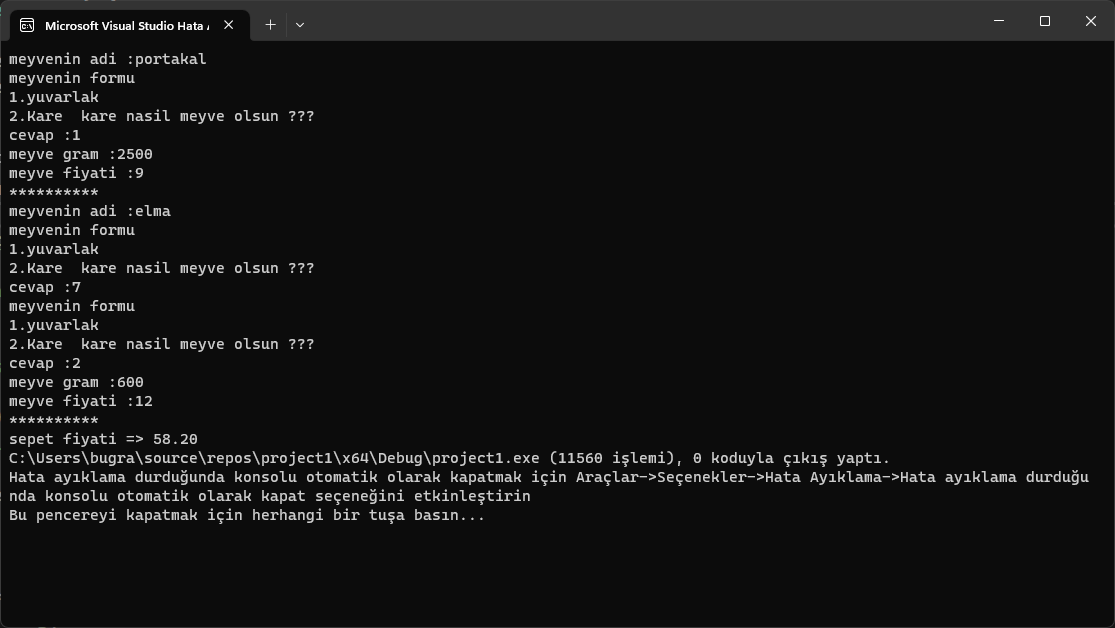 Microsoft Visual Studio Hata
meyvenin adi :portakal
meyvenin formu
1.yuvarlak
2.Kare  kare nasil meyve olsun ???
cevap :1
meyve gram :2500
meyve fiyati :9
**********
meyvenin adi :elma
meyvenin formu
1.yuvarlak
2.Kare  kare nasil meyve olsun ???
cevap :7
meyvenin formu
1.yuvarlak
2.Kare  kare nasil meyve olsun ???
cevap :2
meyve gram :600
meyve fiyati :12
**********
sepet fiyati => 58.20
C:\Users\bugra\source\repos\project1\x64\Debug\project1.exe (11560 işlemi), 0 koduyla çıkış yaptı.
Hata ayıklama durduğunda konsolu otomatik olarak kapatmak için Araçlar->Seçenekler->Hata Ayıklama->Hata ayıklama durduğu
nda konsolu otomatik olarak kapat seçeneğini etkinleştirin
Bu pencereyi kapatmak için herhangi bir tuşa basın...